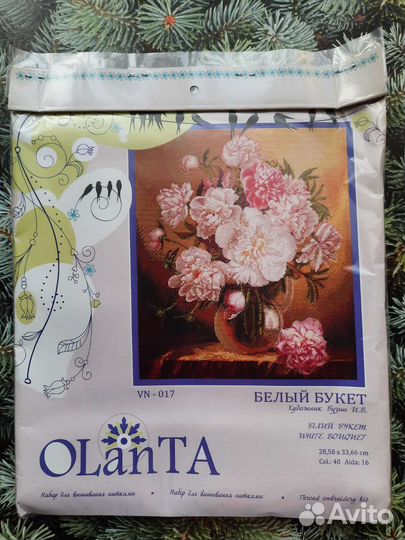 VN - 017
БЕЛЫЙ БУКЕТ
Художник Бузин И.В.
БІЛИЙ БУКЕТ
WHITE BOUQUET
28,58 x 33,66 cm
Col.: 40 Aida: 16
OLanTA
Набор для вышивания нитками • Набор для вишивання нитками • Thread embroidery kit
Avito